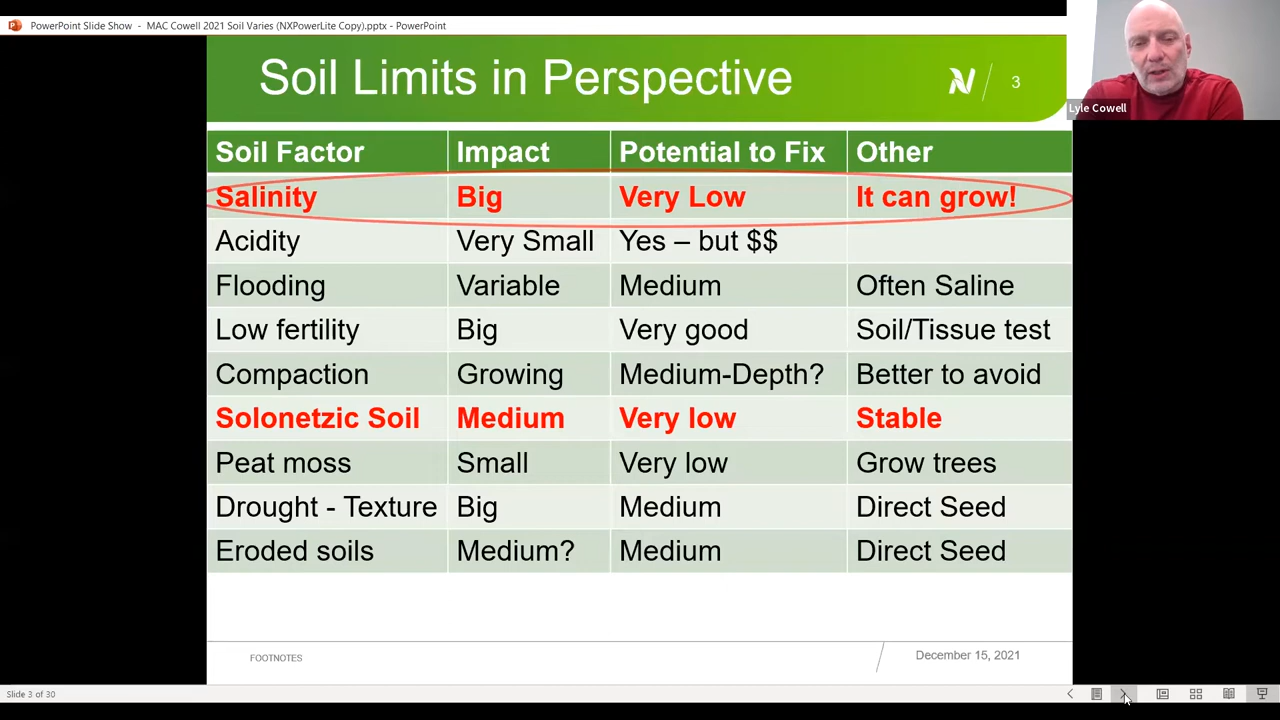 PowerPoint Slide Show - MAC Cowell 2021 Soil Varies (NXPowerLite Copy).pptx - PowerPoint
Soil Limits in Perspective
3
Lyle Cowell
Soil Factor Impact Potential to Fix Other
Salinity Big Very Low It can grow!
Acidity Very Small Yes – but $$
Flooding Variable Medium Often Saline
Low fertility Big Very good Soil/Tissue test
Compaction Growing Medium-Depth? Better to avoid
Solonetzic Soil Medium Very low Stable
Peat moss Small Very low Grow trees
Drought - Texture Big Medium Direct Seed
Eroded soils Medium? Medium Direct Seed
FOOTNOTES
December 15, 2021
Slide 3 of 30